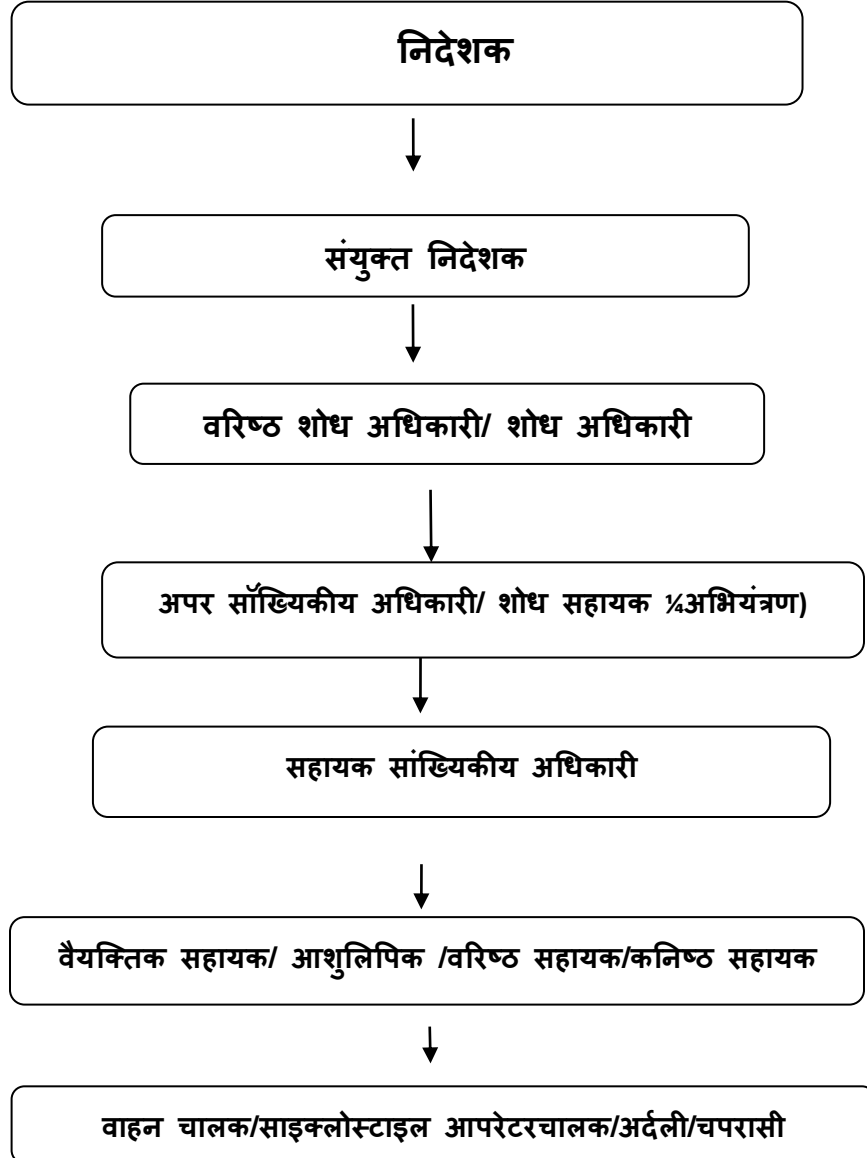 निदेशक
संयुक्त निदेशक
वरिष्ठ शोध अधिकारी/ शोध अधिकारी
अपर सॉख्यिकीय अधिकारी/ शोध सहायक ¼अभियंत्रण)
सहायक सांख्यिकीय अधिकारी
वैयक्तिक सहायक/ आशुलिपिक /वरिष्ठ सहायक/कनिष्ठ सहायक
वाहन चालक/साइक्लोस्टाइल आपरेटरचालक/अर्दली/चपरासी